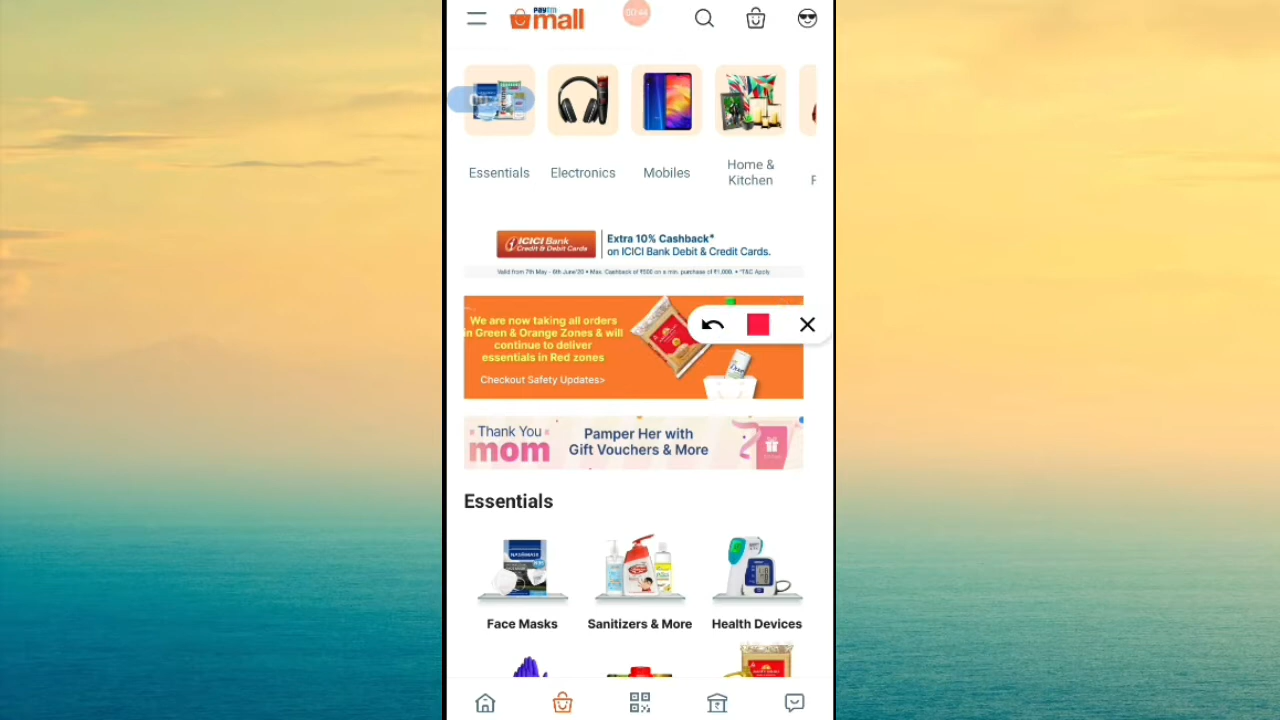 paytm
mall
00:44
Essentials
Electronics
Mobiles
Home &
Kitchen
F
ICICI Bank
Credit & Debit Cards
Extra 10% Cashback*
on ICICI Bank Debit & Credit Cards.
Valid from 7th May - 6th June'20 • Max. Cashback of ₹500 on a min. purchase of ₹1,000. • *T&C Apply
We are now taking all orders
in Green & Orange Zones & will
continue to deliver
essentials in Red zones
Checkout Safety Updates>
Thank You
mom
Pamper Her with
Gift Vouchers & More
Essentials
Face Masks
Sanitizers & More
Health Devices